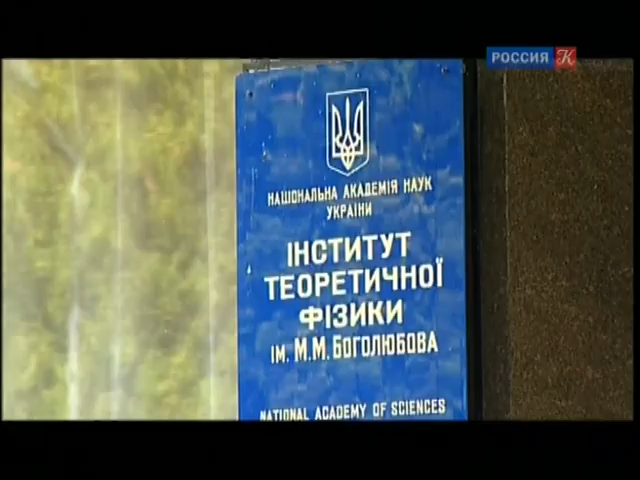 РОССИЯ К
НАЦІОНАЛЬНА АКАДЕМІЯ НАУК
УКРАЇНИ
ІНСТИТУТ
ТЕОРЕТИЧНОЇ
ФІЗИКИ
ІМ. М.М. БОГОЛЮБОВА
NATIONAL ACADEMY OF SCIENCES